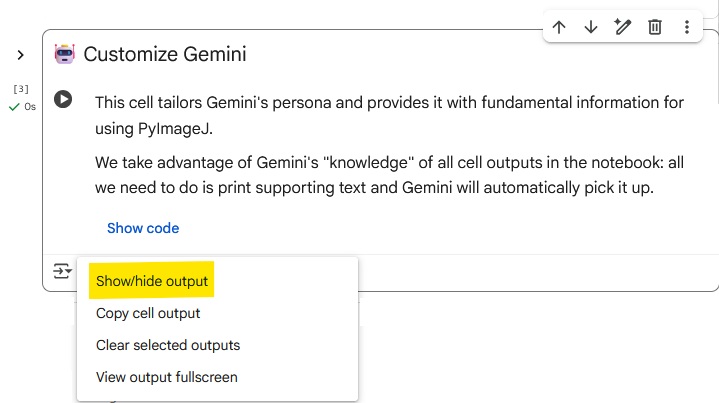 Customize Gemini
[3]
0s
This cell tailors Gemini's persona and provides it with fundamental information for
using PyImageJ.
We take advantage of Gemini's "knowledge" of all cell outputs in the notebook: all
we need to do is print supporting text and Gemini will automatically pick it up.
Show code
Show/hide output
Copy cell output
Clear selected outputs
View output fullscreen